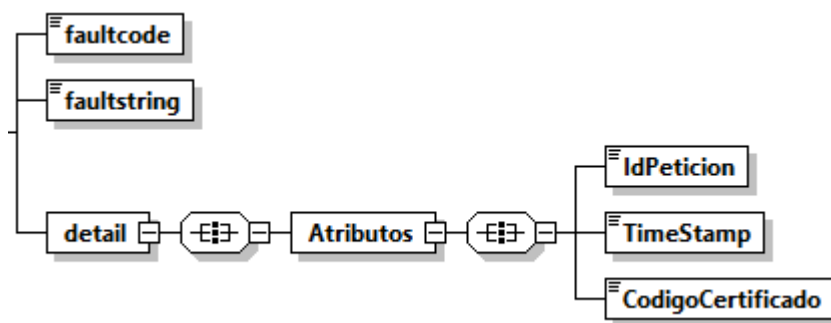 faultcode
faultstring
IdPeticion
detail
Atributos
TimeStamp
CodigoCertificado